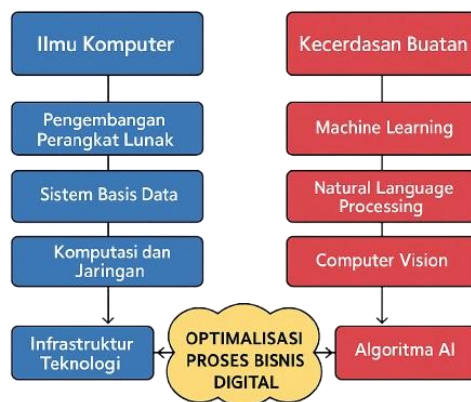 Ilmu Komputer
Pengembangan
Perangkat Lunak
Sistem Basis Data
Komputasi dan
Jaringan
Infrastruktur
Teknologi
Kecerdasan Buatan
Machine Learning
Natural Language
Processing
Computer Vision
Algoritma AI
OPTIMALISASI
PROSES BISNIS
DIGITAL